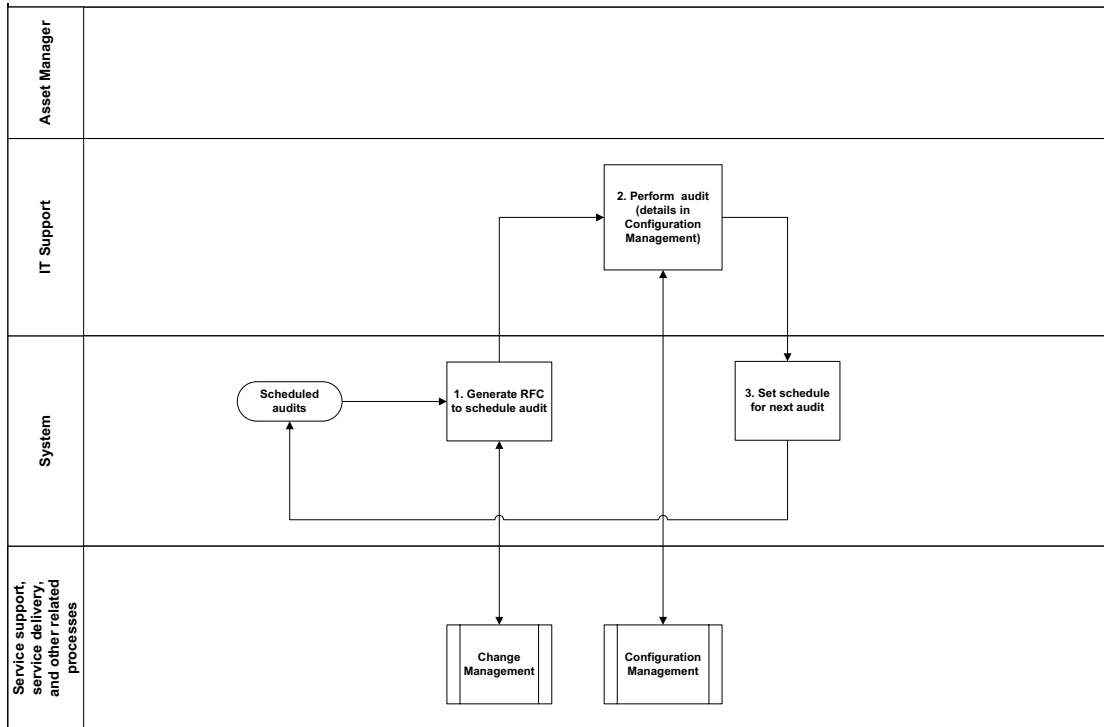 Asset Manager
IT Support
2. Perform  audit
(details in
Configuration
Management)
System
Scheduled
audits
1. Generate RFC
to schedule audit
3. Set schedule
for next audit
Service support,
service delivery,
and other related
processes
Change
Management
Configuration
Management